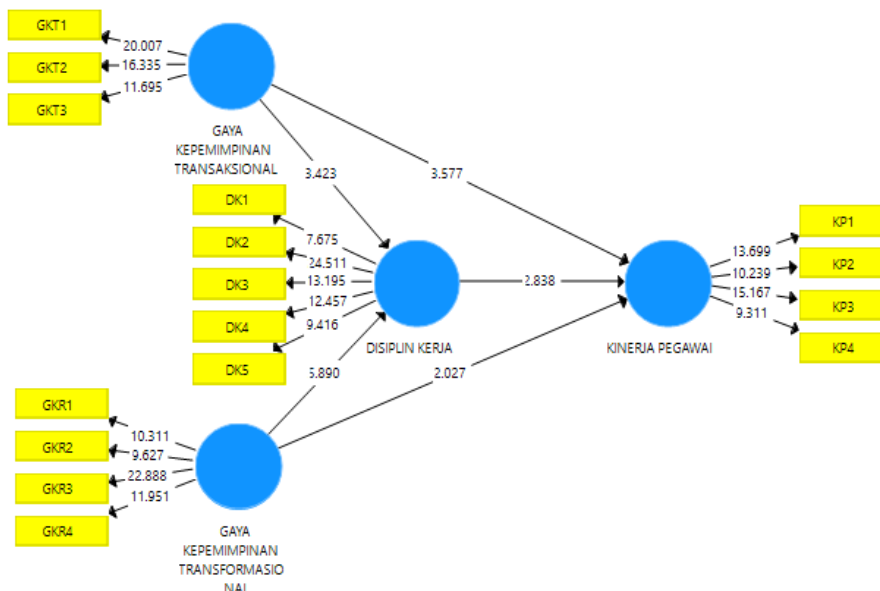 GKT1
GKT2
GKT3
20.007
16.335
11.695
GAYA
KEPEMIMPINAN
TRANSAKSIONAL
3.423
3.577
DK1
DK2
DK3
DK4
DK5
7.675
24.511
13.195
12.457
9.416
DISIPLIN KERJA
2.838
2.027
KINERJA PEGAWAI
13.699
10.239
15.167
9.311
KP1
KP2
KP3
KP4
GKR1
GKR2
GKR3
GKR4
10.311
9.627
22.888
11.951
GAYA
KEPEMIMPINAN
TRANSFORMASIO
NAL